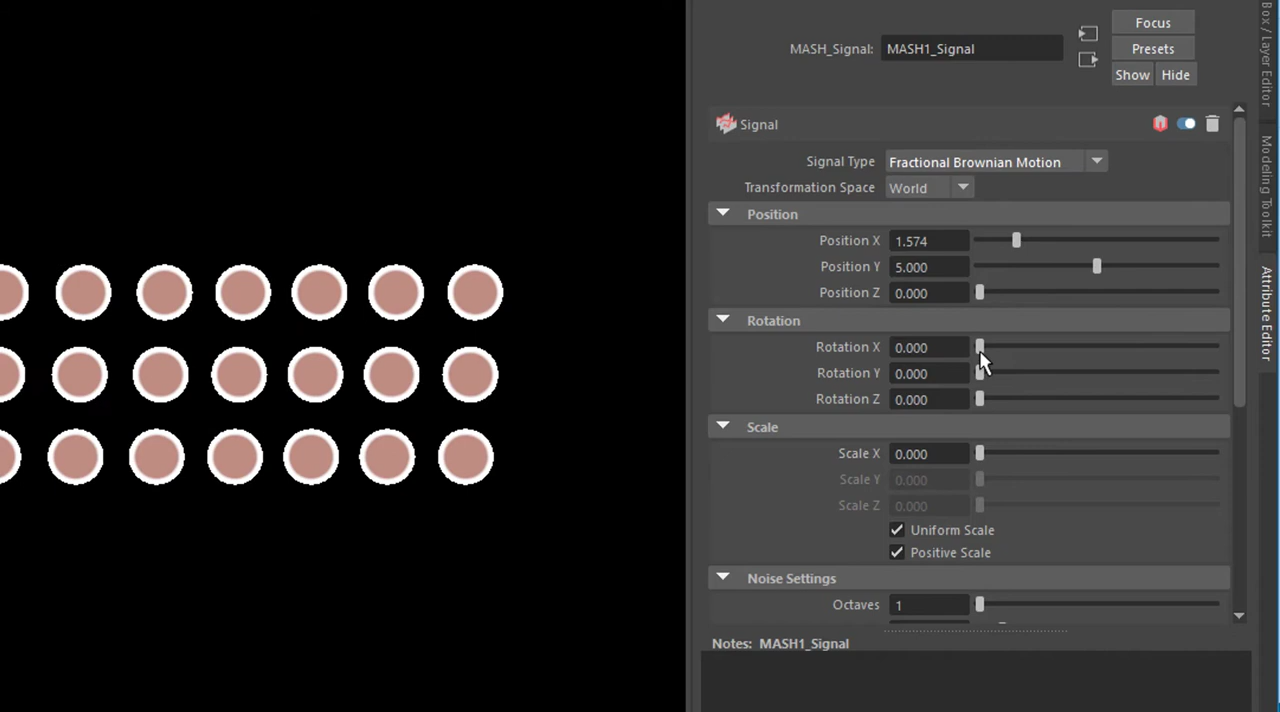 Focus
MASH_Signal: MASH1_Signal
Presets
Show Hide
Signal
Signal Type Fractional Brownian Motion
Transformation Space World
Position
Position X 1.574
Position Y 5.000
Position Z 0.000
Rotation
Rotation X 0.000
Rotation Y 0.000
Rotation Z 0.000
Scale
Scale X 0.000
Scale Y 0.000
Scale Z 0.000
Uniform Scale
Positive Scale
Noise Settings
Octaves 1
Notes: MASH1_Signal
Box / Layer Editor
Modeling Toolkit
Attribute Editor